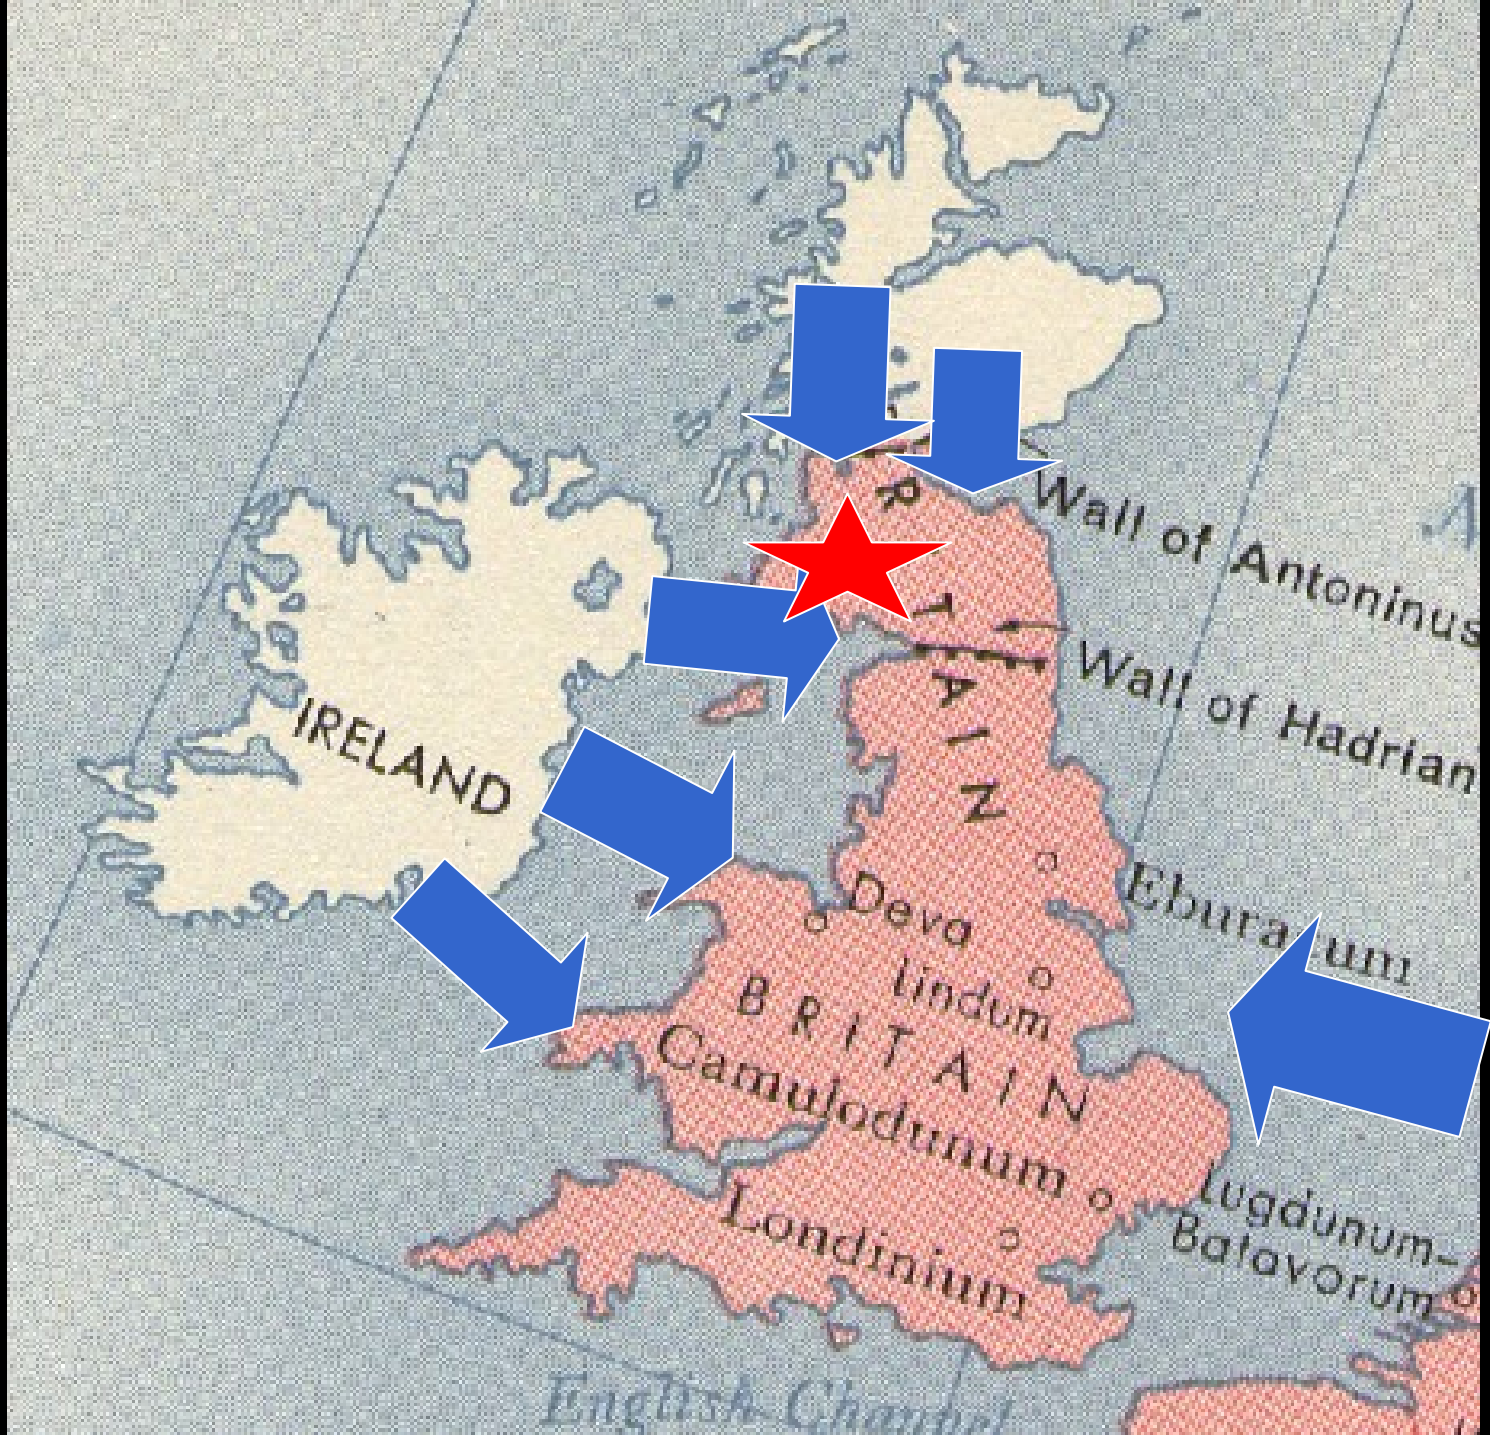 Wall of Antoninus
Wall of Hadrian
IRELAND
Eburacum
Deva
Lindum
BRITAIN
Camulodunum
Lugdunum-
Batavorum
Londinium
English Channel